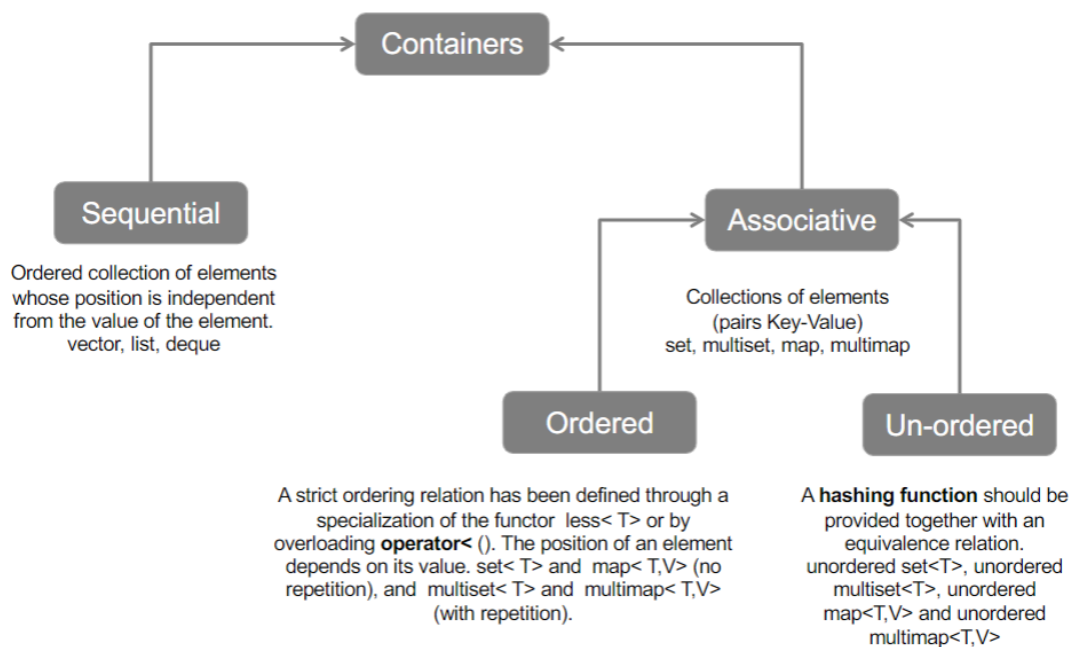 Containers
Sequential
Ordered collection of elements
whose position is independent
from the value of the element.
vector, list, deque
Associative
Collections of elements
(pairs Key-Value)
set, multiset, map, multimap
Ordered
A strict ordering relation has been defined through a
specialization of the functor less< T> or by
overloading operator< (). The position of an element
depends on its value. set< T> and map< T,V> (no
repetition), and multiset< T> and multimap< T,V>
(with repetition).
Un-ordered
A hashing function should be
provided together with an
equivalence relation.
unordered set<T>, unordered
multiset<T>, unordered
map<T,V> and unordered
multimap<T,V>